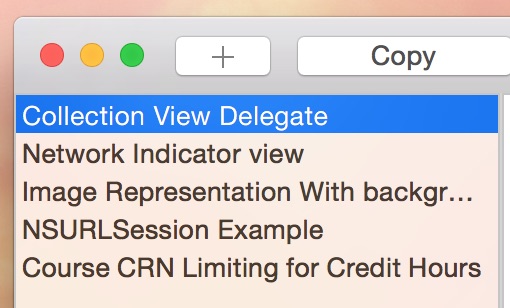 Copy
Collection View Delegate
Network Indicator view
Image Representation With backgr...
NSURLSession Example
Course CRN Limiting for Credit Hours